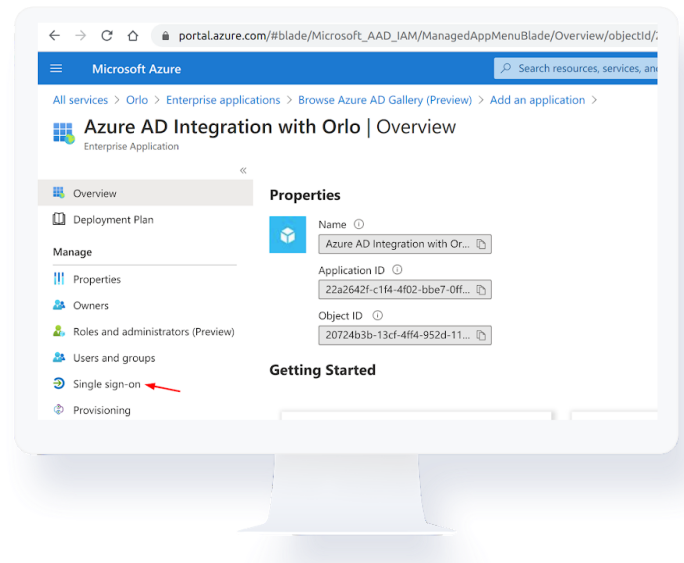 portal.azure.com/#blade/Microsoft_AAD_IAM/ManagedAppMenuBlade/Overview/objectId/
Microsoft Azure
Search resources, services, an
All services > Orlo > Enterprise applications > Browse Azure AD Gallery (Preview) > Add an application >
Azure AD Integration with Orlo | Overview
Enterprise Application
«
Overview
Deployment Plan
Manage
Properties
Owners
Roles and administrators (Preview)
Users and groups
Single sign-on
Provisioning
Properties
Name
Azure AD Integration with Or...
Application ID
22a2642f-c1f4-4f02-bbe7-0ff...
Object ID
20724b3b-13cf-4ff4-952d-11...
Getting Started